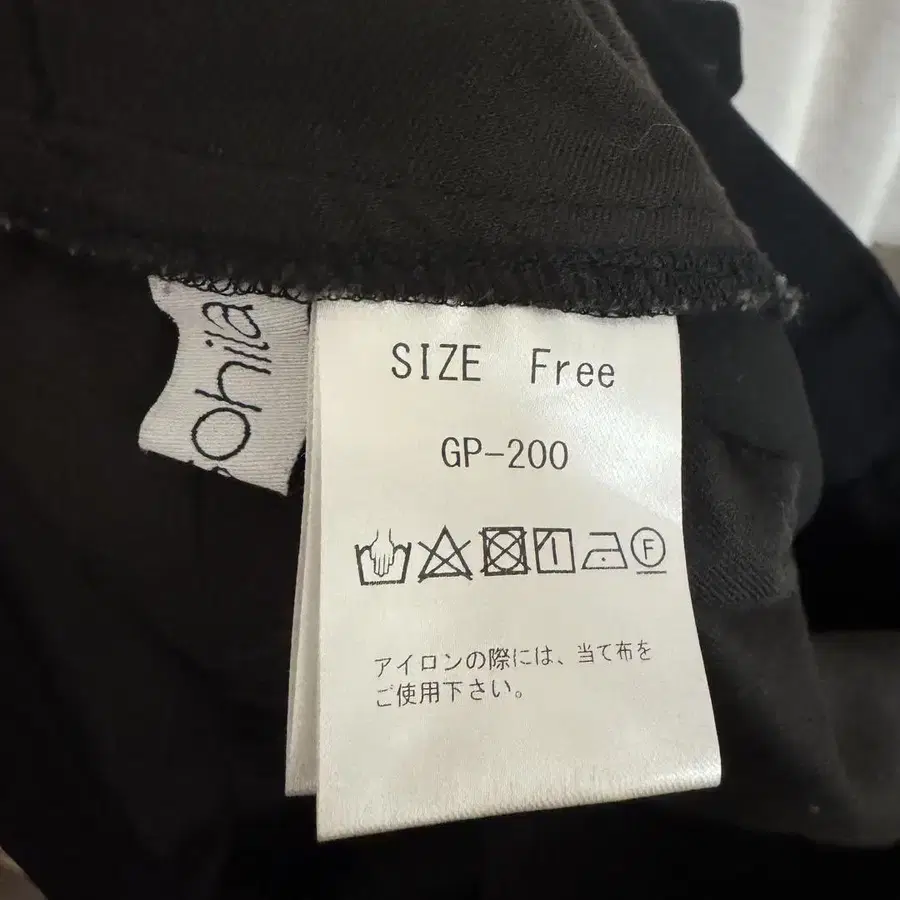 SIZE Free
GP-200
F
アイロンの際には、当て布を
ご使用下さい。
ohila